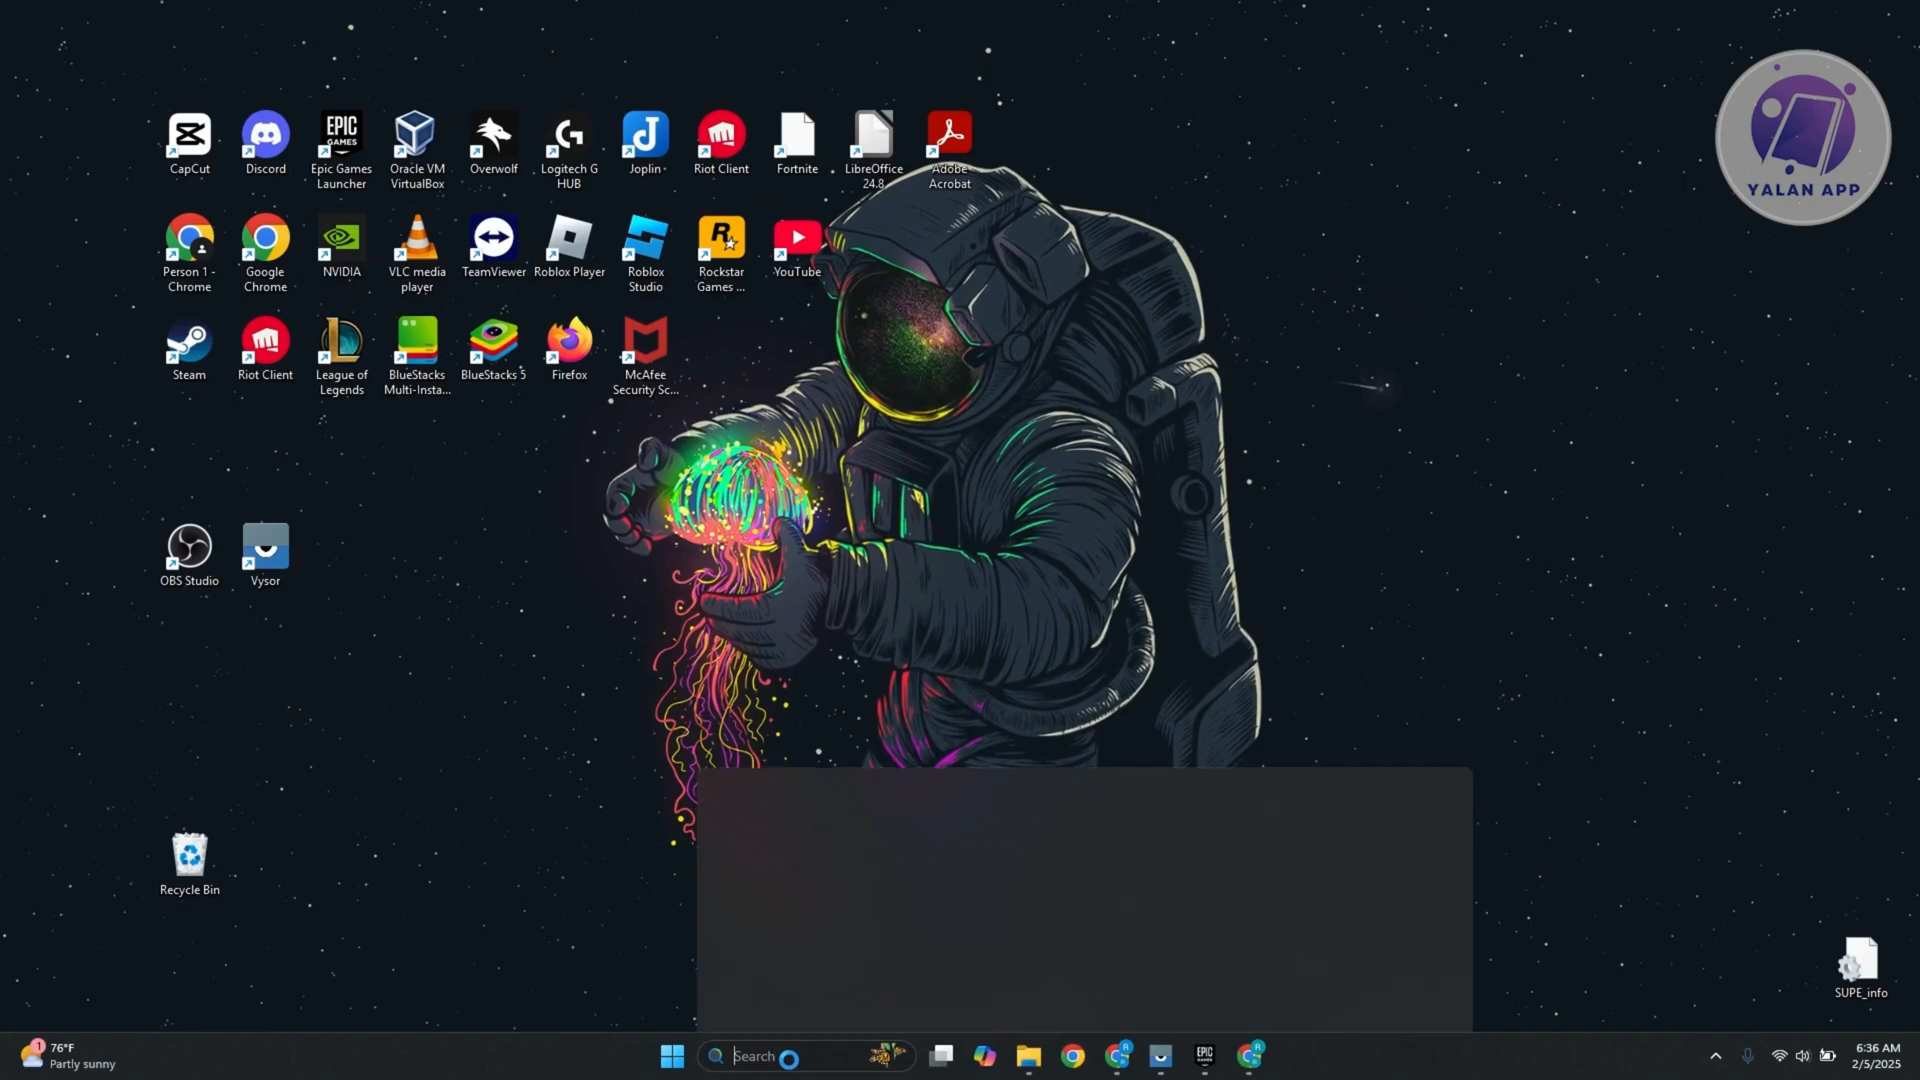 YALAN APP
CapCut
Discord
EPIC
GAMES
Epic Games
Launcher
Oracle VM
VirtualBox
Overwolf
Logitech G
HUB
Joplin
Riot Client
Fortnite
LibreOffice
24.8
Adobe
Acrobat
Person 1 -
Chrome
Google
Chrome
NVIDIA
VLC media
player
TeamViewer
Roblox Player
Roblox
Studio
Rockstar
Games ...
YouTube
Steam
Riot Client
League of
Legends
BlueStacks
Multi-Insta...
BlueStacks 5
Firefox
McAfee
Security Sc...
OBS Studio
Vysor
Recycle Bin
SUPE_info
1
76°F
Partly sunny
Search
R
EPIC
GAMES
R
6:36 AM
2/5/2025